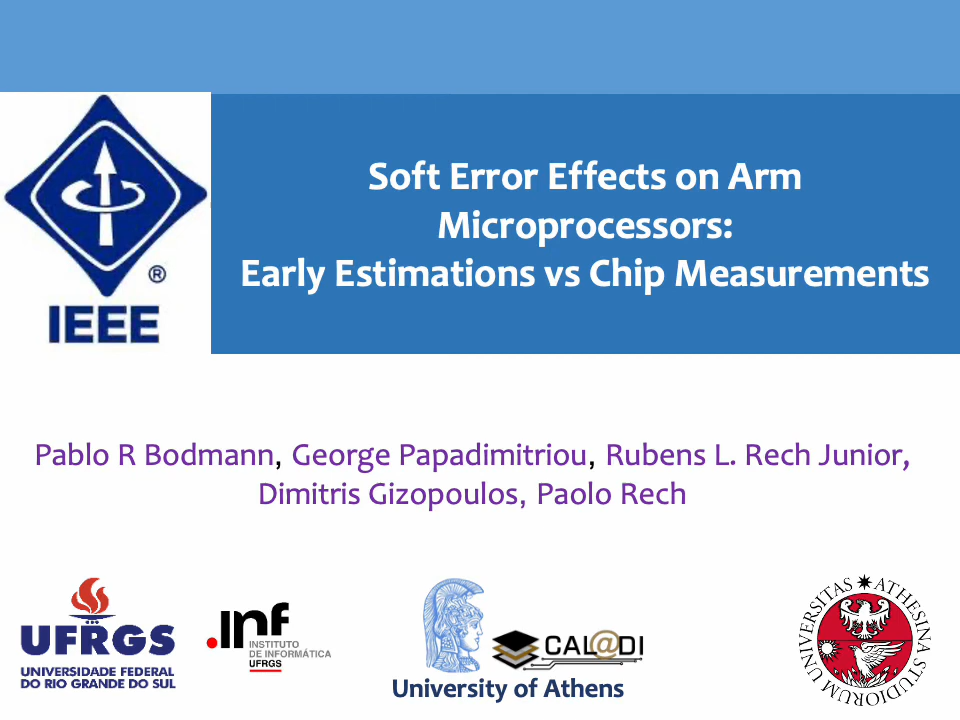 Soft Error Effects on Arm
Microprocessors:
Early Estimations vs Chip Measurements
®
IEEE
Pablo R Bodmann, George Papadimitriou, Rubens L. Rech Junior,
Dimitris Gizopoulos, Paolo Rech
UFRGS
UNIVERSIDADE FEDERAL
DO RIO GRANDE DO SUL
.inf
INSTITUTO
DE INFORMÁTICA
UFRGS
CAL@DI
University of Athens
UNIVERSITAS ATHESINA STUDIORUM